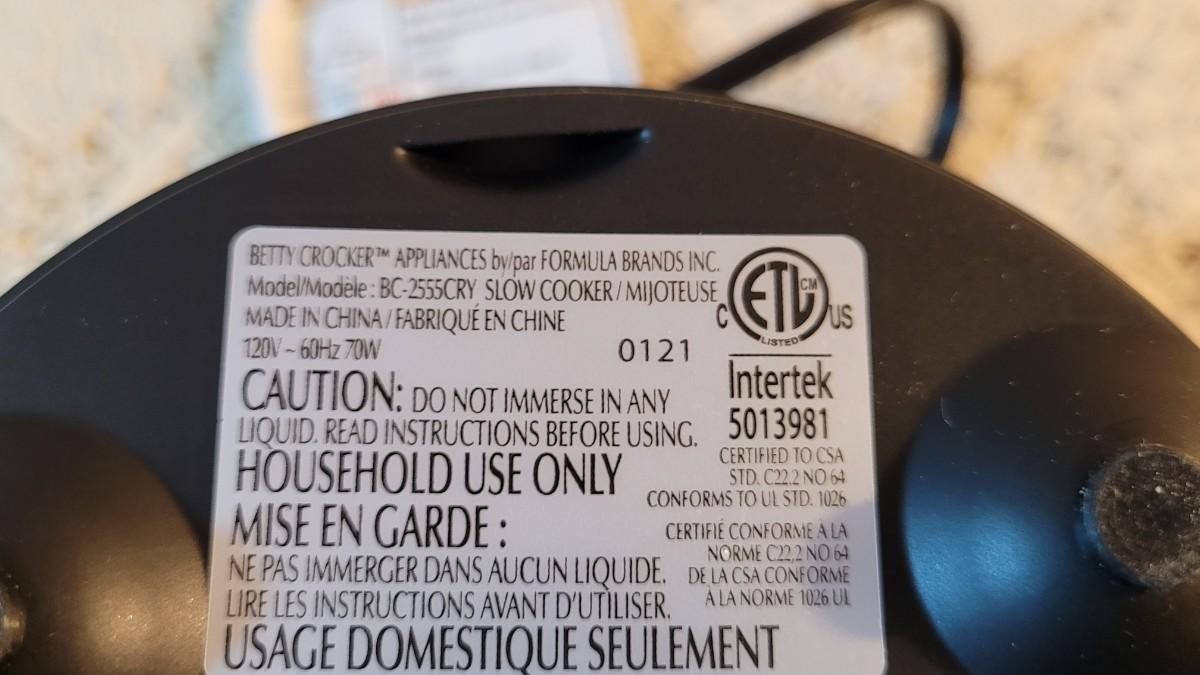 BETTY CROCKER™ APPLIANCES by/par FORMULA BRANDS INC.
Model/Modèle : BC-2555CRY SLOW COOKER / MIJOTEUSE
MADE IN CHINA / FABRIQUÉ EN CHINE
120V ~ 60Hz 70W
0121
CAUTION: DO NOT IMMERSE IN ANY
LIQUID. READ INSTRUCTIONS BEFORE USING.
HOUSEHOLD USE ONLY
MISE EN GARDE :
NE PAS IMMERGER DANS AUCUN LIQUIDE.
LIRE LES INSTRUCTIONS AVANT D'UTILISER.
USAGE DOMESTIQUE SEULEMENT
C ETL CM US
LISTED
Intertek
5013981
CERTIFIED TO CSA
STD. C22.2 NO 64
CONFORMS TO UL STD. 1026
CERTIFIÉ CONFORME À LA
NORME C22,2 NO 64
DE LA CSA CONFORME
À LA NORME 1026 UL